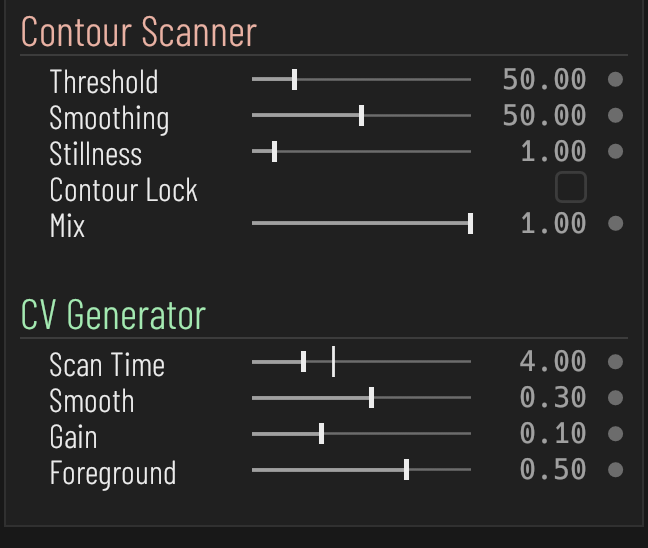 Contour Scanner
Threshold 50.00
Smoothing 50.00
Stillness 1.00
Contour Lock
Mix 1.00
CV Generator
Scan Time 4.00
Smooth 0.30
Gain 0.10
Foreground 0.50